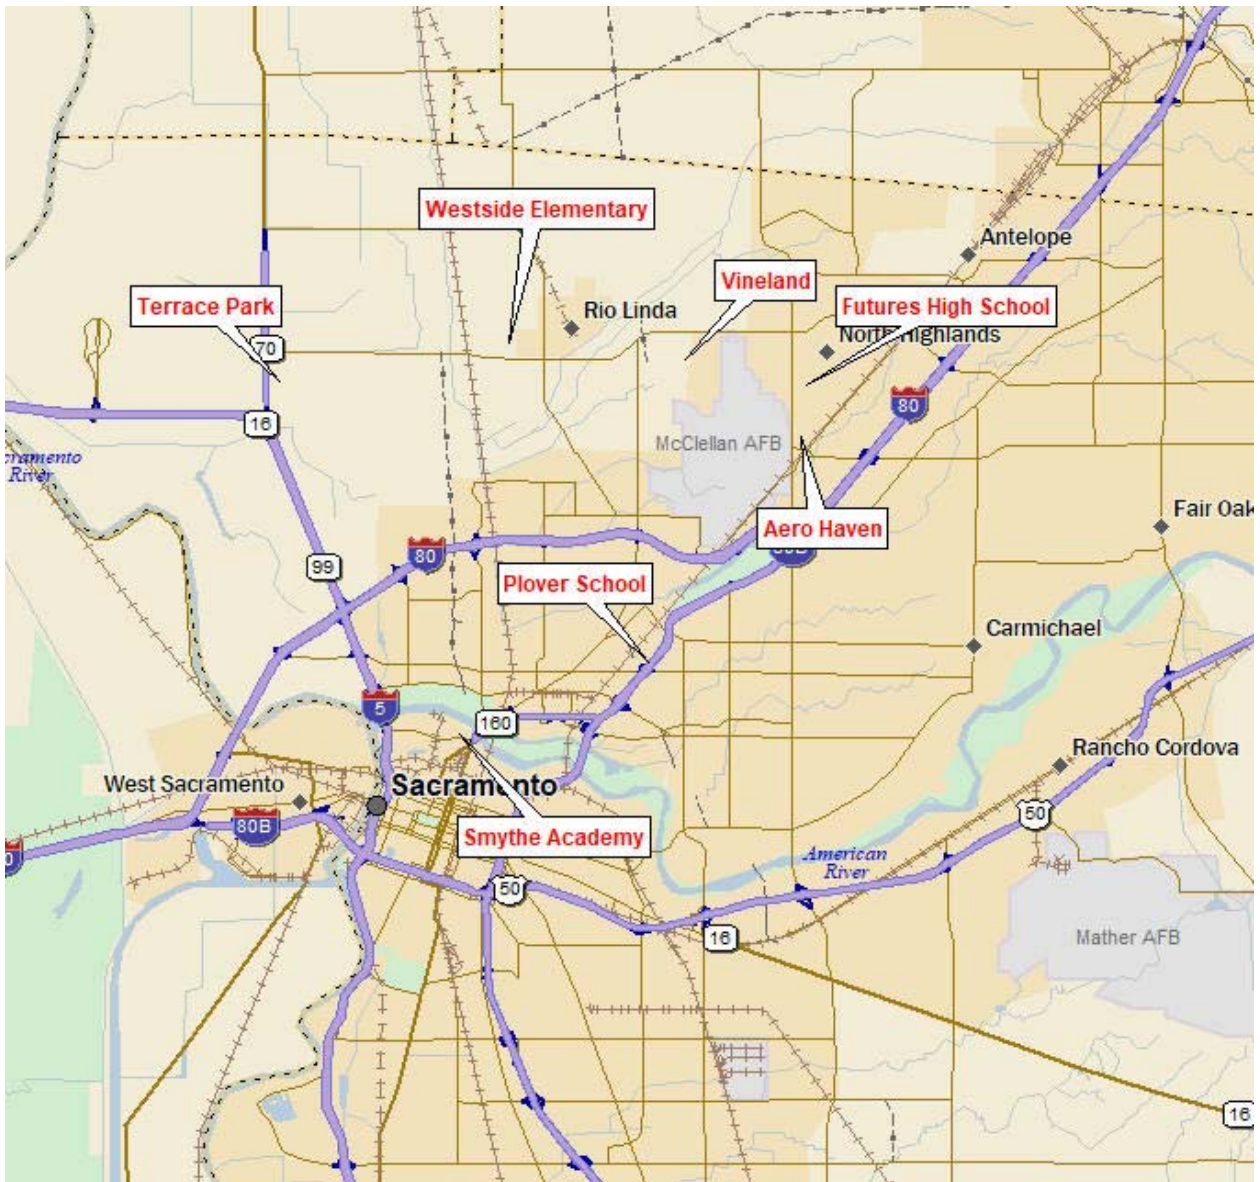 Westside Elementary
Antelope
Vineland
Terrace Park
Futures High School
Rio Linda
North Highlands
70
80
16
McClellan AFB
Fair Oak
Aero Haven
80
99
Plover School
Carmichael
5
160
Rancho Cordova
West Sacramento
Sacramento
50
80B
Smythe Academy
American
River
50
16
Mather AFB
16